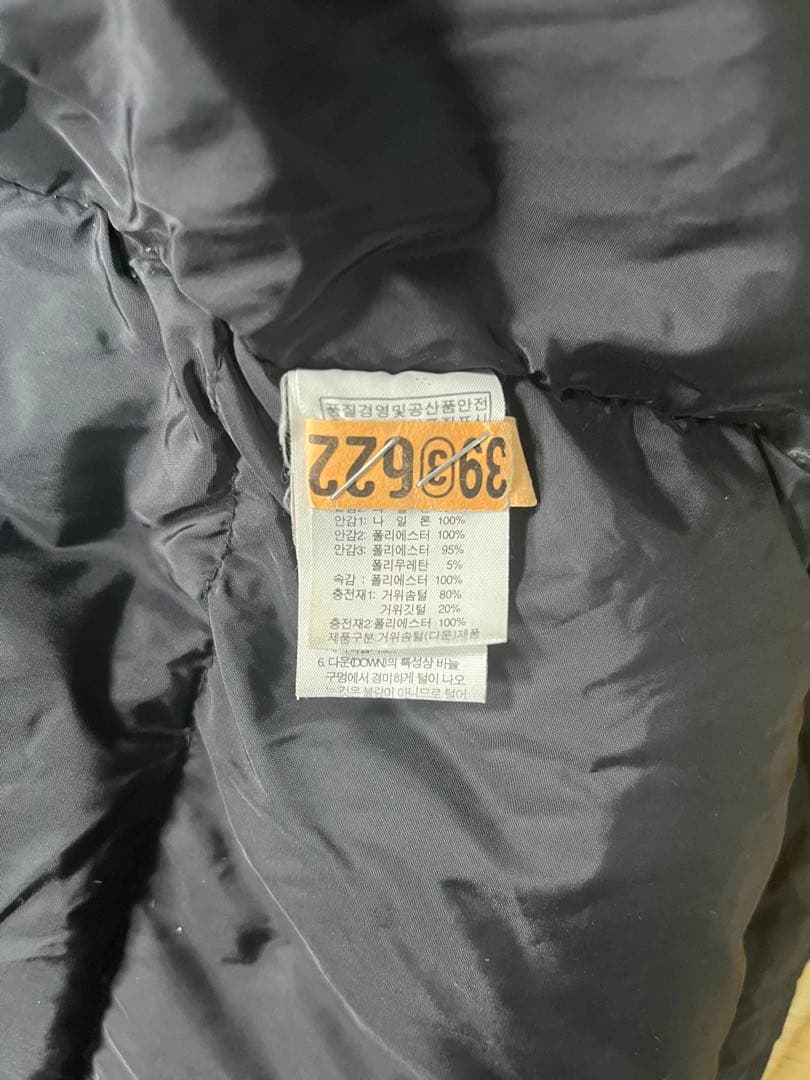 품질경영및공산품안전
39③622
안감1: 나 일 론 100%
안감2: 폴리에스터 100%
안감3: 폴리에스터 95%
폴리우레탄 5%
속감 : 폴리에스터 100%
충전재1: 거위솜털 80%
거위깃털 20%
충전재2: 폴리에스터 100%
제품구분:거위솜털(다운)제품
6. 다운(DOWN)의 특성상 바늘
구멍에서 경미하게 털이 나오
는것은 불량이 아니므로 털어